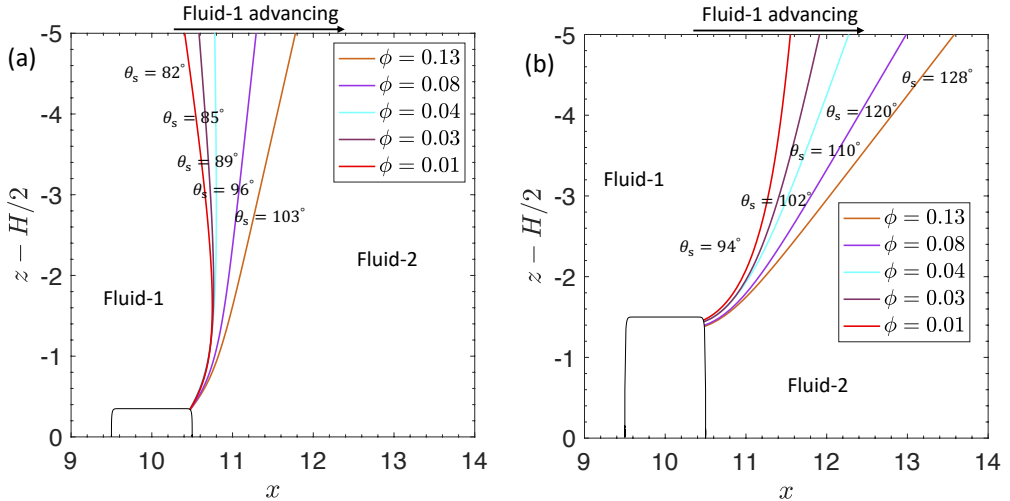 Fluid-1 advancing
(a)
-5
-4
-3
-2
-1
0
z − H/2
9
10
11
12
13
14
x
θs = 82°
θs = 85°
θs = 89°
θs = 96°
θs = 103°
ϕ = 0.13
ϕ = 0.08
ϕ = 0.04
ϕ = 0.03
ϕ = 0.01
Fluid-1
Fluid-2
Fluid-1 advancing
(b)
-5
-4
-3
-2
-1
0
z − H/2
9
10
11
12
13
14
x
θs = 128°
θs = 120°
θs = 110°
θs = 102°
θs = 94°
Fluid-1
ϕ = 0.13
ϕ = 0.08
ϕ = 0.04
ϕ = 0.03
ϕ = 0.01
Fluid-2